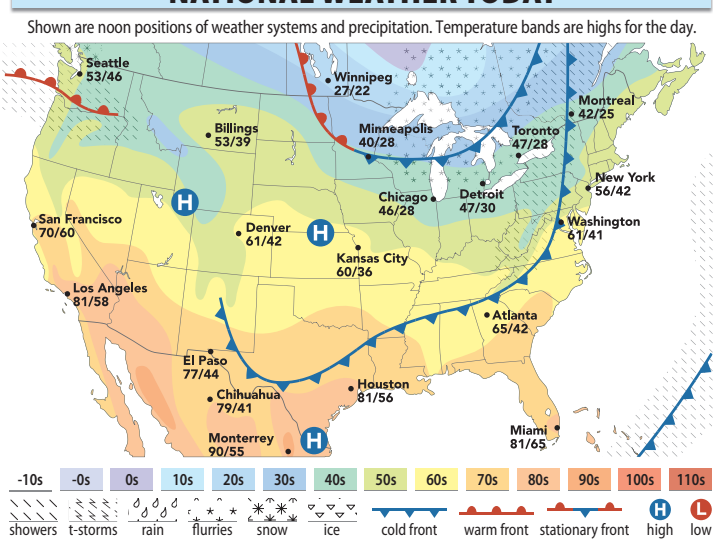 NATIONAL WEATHER TODAY
Shown are noon positions of weather systems and precipitation. Temperature bands are highs for the day.
Seattle
53/46
Winnipeg
27/22
Billings
53/39
Minneapolis
40/28
Montreal
42/25
Toronto
47/28
Chicago
46/28
Detroit
47/30
New York
56/42
H
San Francisco
70/60
Denver
61/42
H
Kansas City
60/36
Washington
61/41
Los Angeles
81/58
Atlanta
65/42
El Paso
77/44
Chihuahua
79/41
Houston
81/56
Monterrey
90/55
H
Miami
81/65
-10s -0s 0s 10s 20s 30s 40s 50s 60s 70s 80s 90s 100s 110s
H L
showers t-storms rain flurries snow ice cold front warm front stationary front high low